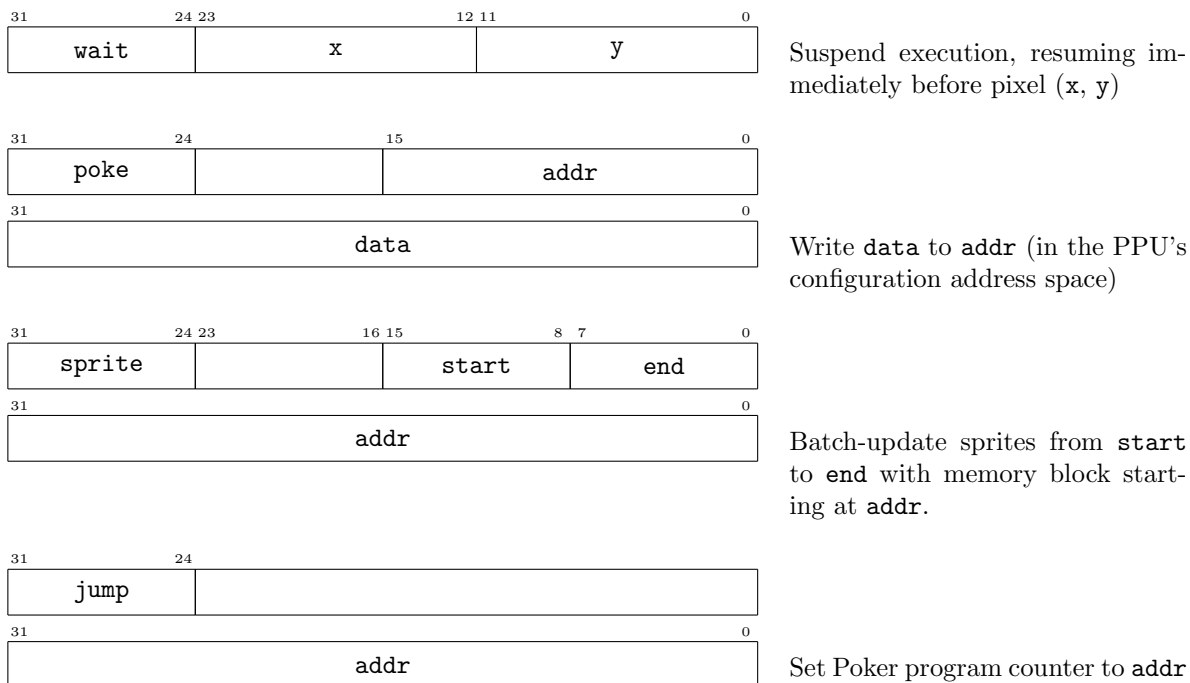 31 24 23 12 11 0
wait x y
Suspend execution, resuming im-
mediately before pixel (x, y)
31 24 15 0
poke addr
31 0
data
Write data to addr (in the PPU's
configuration address space)
31 24 23 16 15 8 7 0
sprite start end
31 0
addr
Batch-update sprites from start
to end with memory block start-
ing at addr.
31 24
jump
31 0
addr
Set Poker program counter to addr